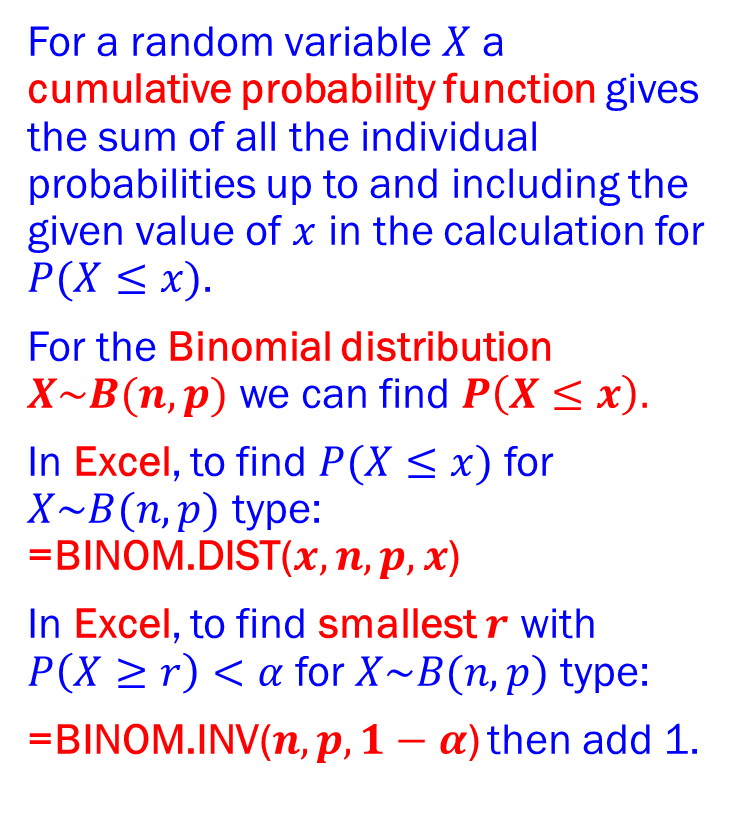 For a random variable X a
cumulative probability function gives
the sum of all the individual
probabilities up to and including the
given value of x in the calculation for
P(X ≤ x).
For the Binomial distribution
X~B(n, p) we can find P(X ≤ x).
In Excel, to find P(X ≤ x) for
X~B(n, p) type:
=BINOM.DIST(x, n, p, x)
In Excel, to find smallest r with
P(X ≥ r) < α for X~B(n, p) type:
=BINOM.INV(n, p, 1 − α) then add 1.